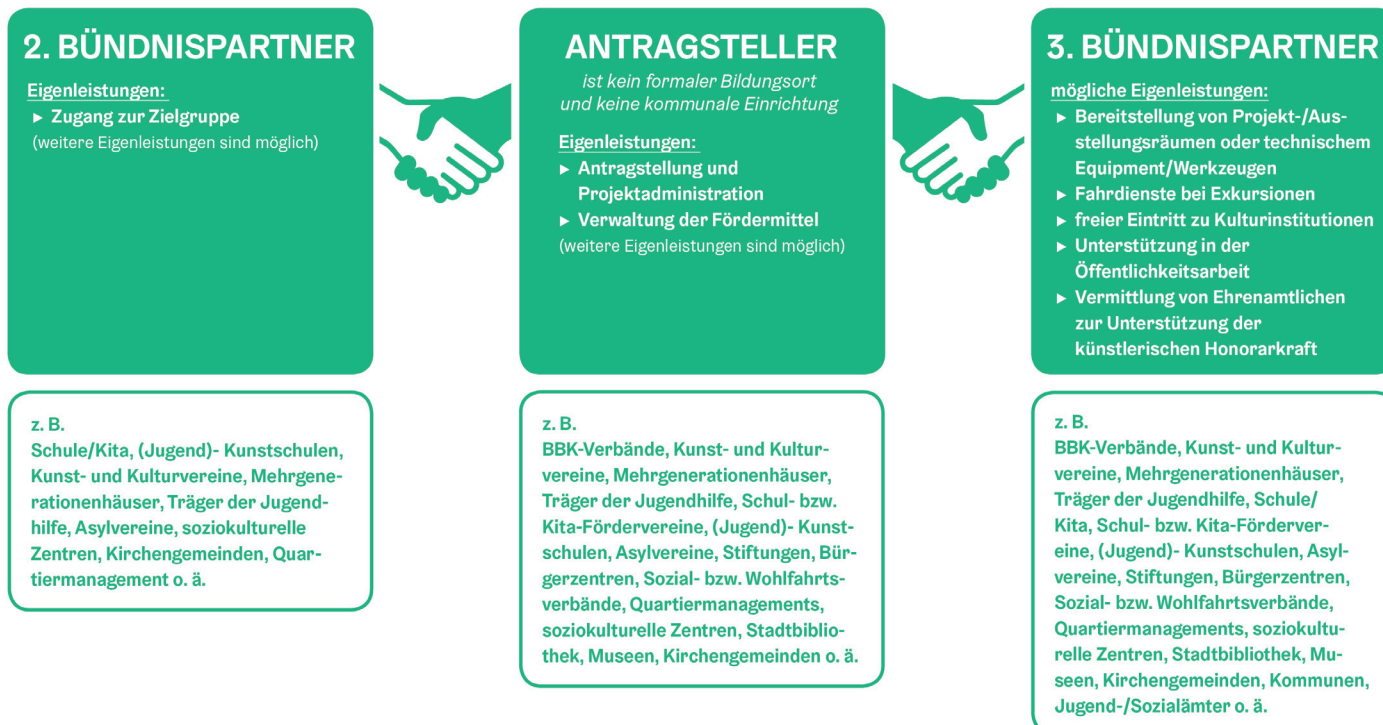 2. BÜNDNISPARTNER
Eigenleistungen:
▶ Zugang zur Zielgruppe
(weitere Eigenleistungen sind möglich)
z. B.
Schule/Kita, (Jugend)- Kunstschulen,
Kunst- und Kulturvereine, Mehrgene-
rationenhäuser, Träger der Jugend-
hilfe, Asylvereine, soziokulturelle
Zentren, Kirchengemeinden, Quar-
tiermanagement o. ä.
ANTRAGSTELLER
ist kein formaler Bildungsort
und keine kommunale Einrichtung
Eigenleistungen:
▶ Antragstellung und
Projektadministration
▶ Verwaltung der Fördermittel
(weitere Eigenleistungen sind möglich)
z. B.
BBK-Verbände, Kunst- und Kultur-
vereine, Mehrgenerationenhäuser,
Träger der Jugendhilfe, Schul- bzw.
Kita-Fördervereine, (Jugend)- Kunst-
schulen, Asylvereine, Stiftungen, Bür-
gerzentren, Sozial- bzw. Wohlfahrts-
verbände, Quartiermanagements,
soziokulturelle Zentren, Stadtbiblio-
thek, Museen, Kirchengemeinden o. ä.
3. BÜNDNISPARTNER
mögliche Eigenleistungen:
▶ Bereitstellung von Projekt-/Aus-
stellungsräumen oder technischem
Equipment/Werkzeugen
▶ Fahrdienste bei Exkursionen
▶ freier Eintritt zu Kulturinstitutionen
▶ Unterstützung in der
Öffentlichkeitsarbeit
▶ Vermittlung von Ehrenamtlichen
zur Unterstützung der
künstlerischen Honorarkraft
z. B.
BBK-Verbände, Kunst- und Kultur-
vereine, Mehrgenerationenhäuser,
Träger der Jugendhilfe, Schule/
Kita, Schul- bzw. Kita-Förderver-
eine, (Jugend)- Kunstschulen, Asyl-
vereine, Stiftungen, Bürgerzentren,
Sozial- bzw. Wohlfahrtsverbände,
Quartiermanagements, soziokultu-
relle Zentren, Stadtbibliothek, Mu-
seen, Kirchengemeinden, Kommunen,
Jugend-/Sozialämter o. ä.